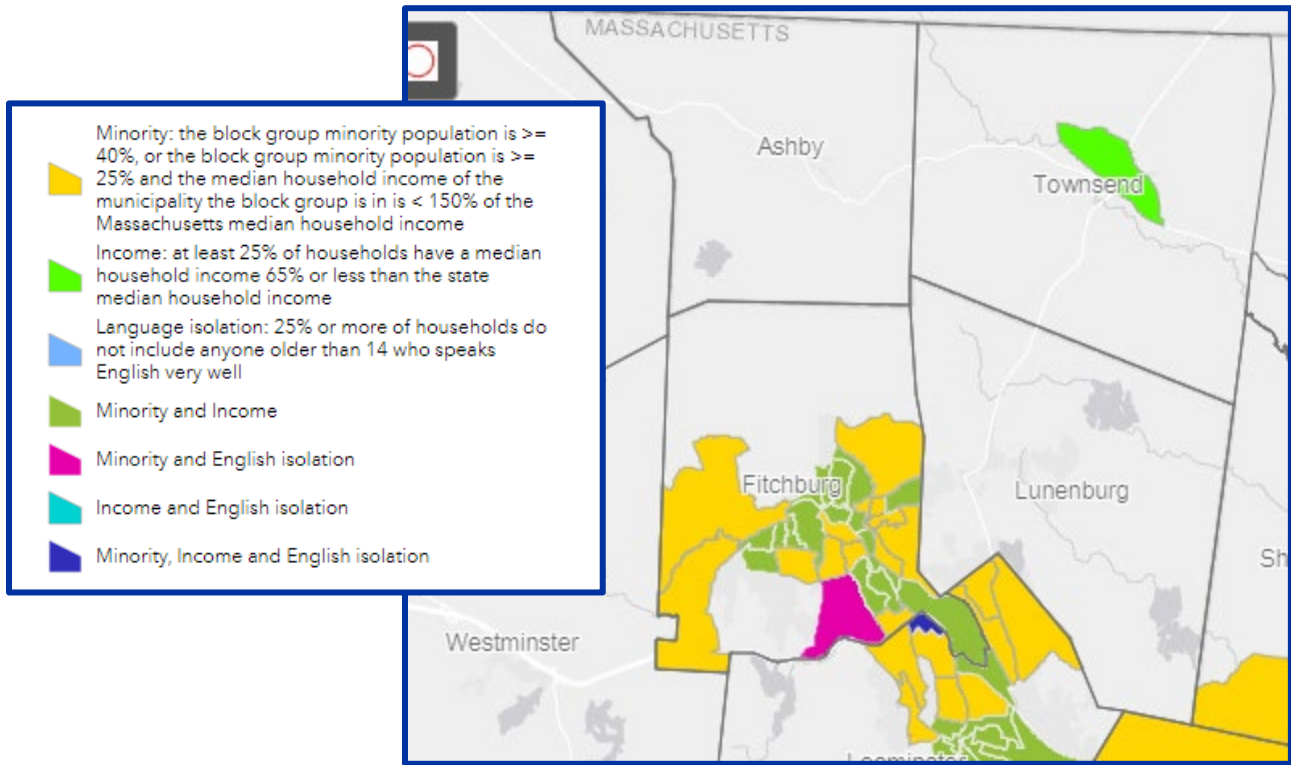 MASSACHUSETTS
Minority: the block group minority population is >=
40%, or the block group minority population is >=
25% and the median household income of the
municipality the block group is in is < 150% of the
Massachusetts median household income
Income: at least 25% of households have a median
household income 65% or less than the state
median household income
Language isolation: 25% or more of households do
not include anyone older than 14 who speaks
English very well
Minority and Income
Minority and English isolation
Income and English isolation
Minority, Income and English isolation
Ashby
Townsend
Fitchburg
Lunenburg
Sh
Westminster
Leominster